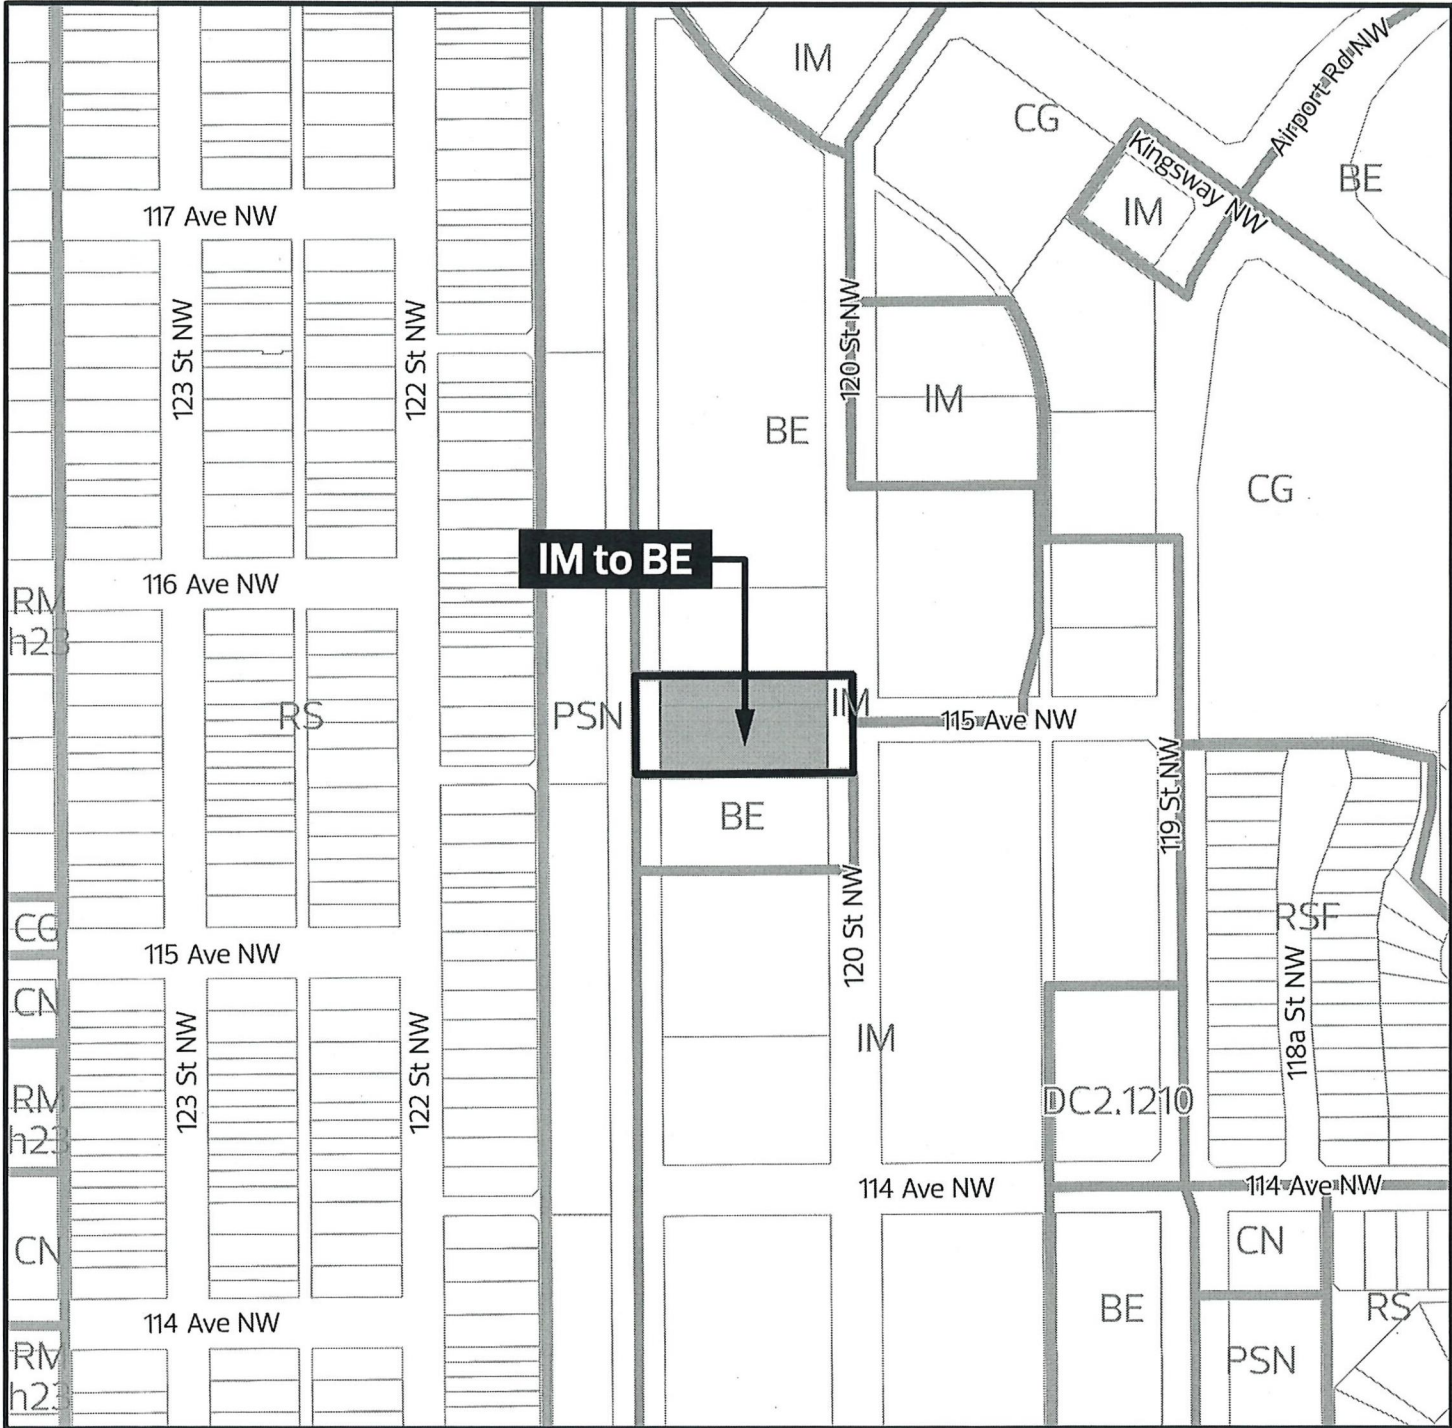 IM
Airport Rd NW
CG
Kingsway NW
BE
IM
117 Ave NW
123 St NW
122 St NW
120 St NW
IM
BE
CG
IM to BE
116 Ave NW
RM
h23
RS
PSN
IM
115 Ave NW
119 St NW
BE
120 St NW
RSF
CG
115 Ave NW
CN
118a St NW
123 St NW
122 St NW
IM
RM
h23
DC2.1210
114 Ave NW
114 Ave NW
CN
CN
BE
RS
114 Ave NW
RM
h23
PSN